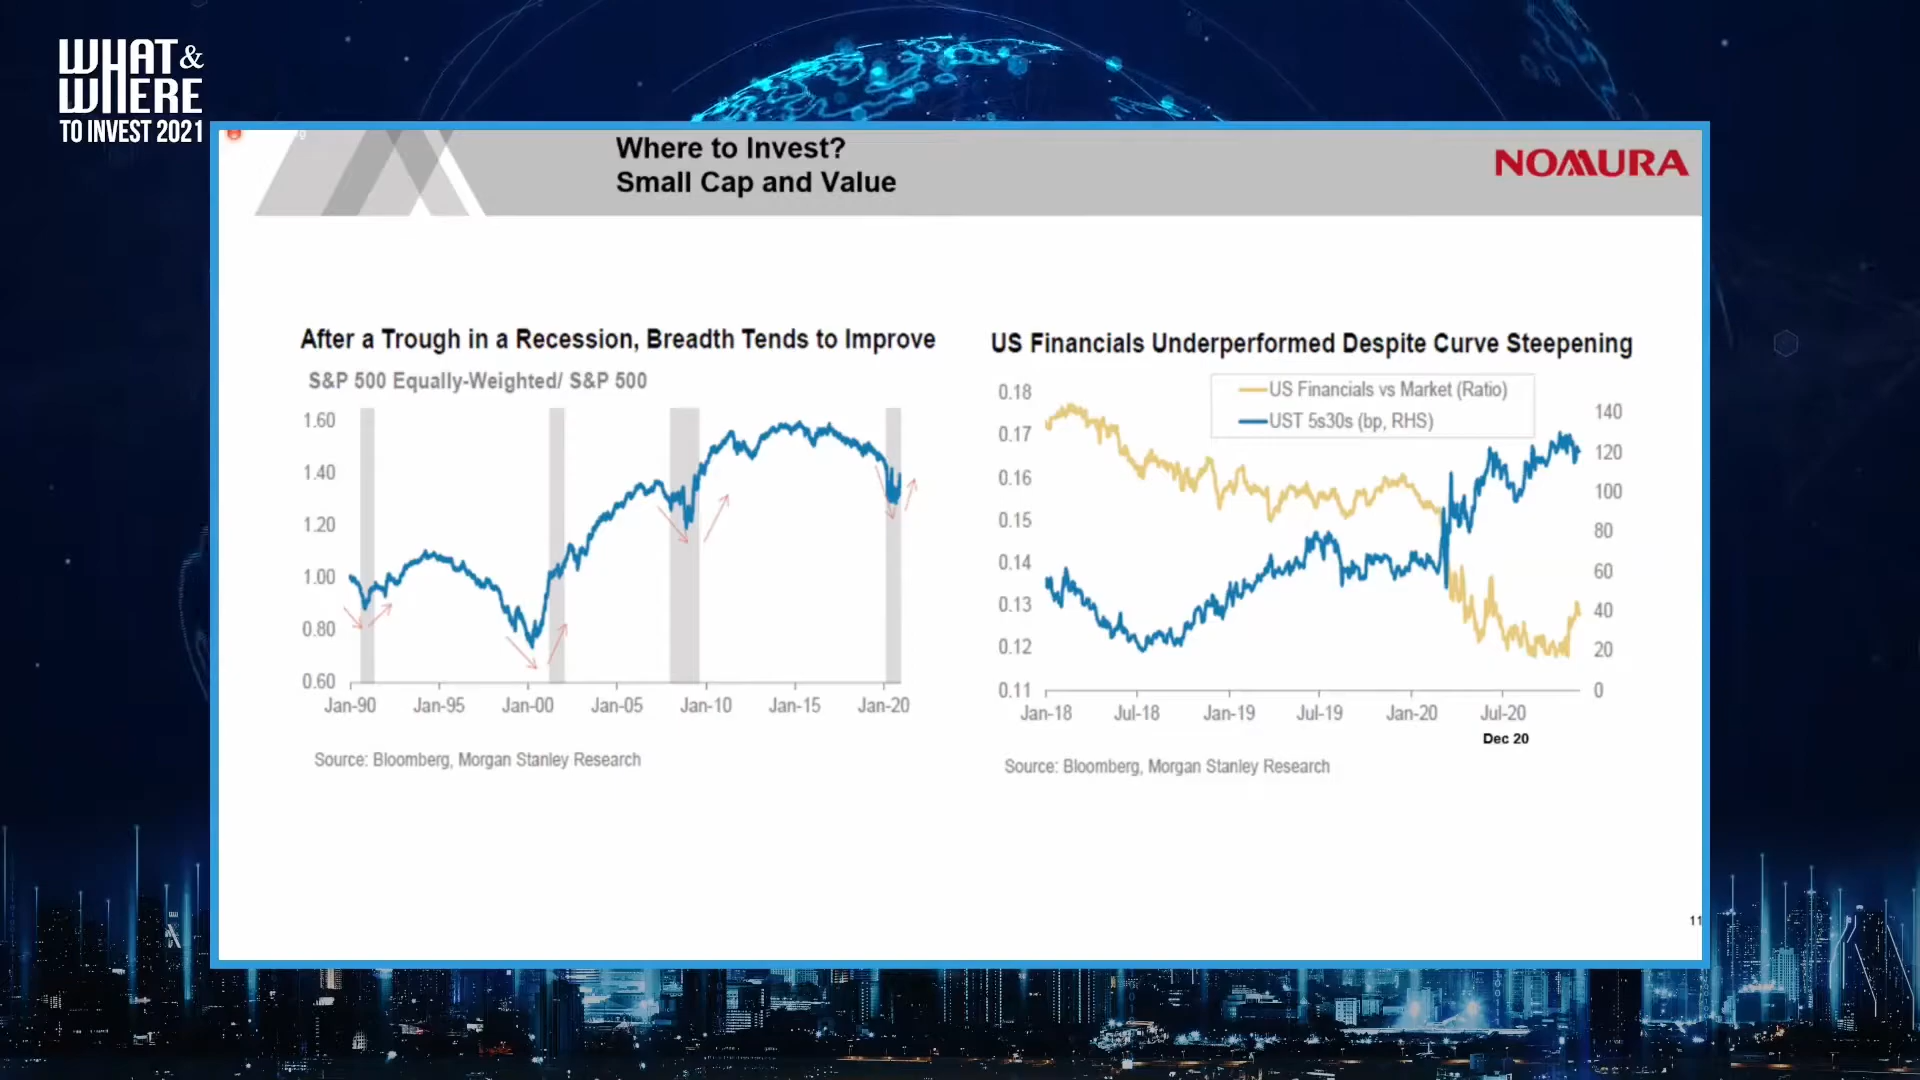 WHAT &
WHERE
TO INVEST 2021
Where to Invest?
Small Cap and Value
NOMURA
After a Trough in a Recession, Breadth Tends to Improve
S&P 500 Equally-Weighted/ S&P 500
1.60
1.40
1.20
1.00
0.80
0.60
Jan-90 Jan-95 Jan-00 Jan-05 Jan-10 Jan-15 Jan-20
Source: Bloomberg, Morgan Stanley Research
US Financials Underperformed Despite Curve Steepening
US Financials vs Market (Ratio)
UST 5s30s (bp, RHS)
0.18
0.17
0.16
0.15
0.14
0.13
0.12
0.11
140
120
100
80
60
40
20
0
Jan-18 Jul-18 Jan-19 Jul-19 Jan-20 Jul-20
Dec 20
Source: Bloomberg, Morgan Stanley Research
11